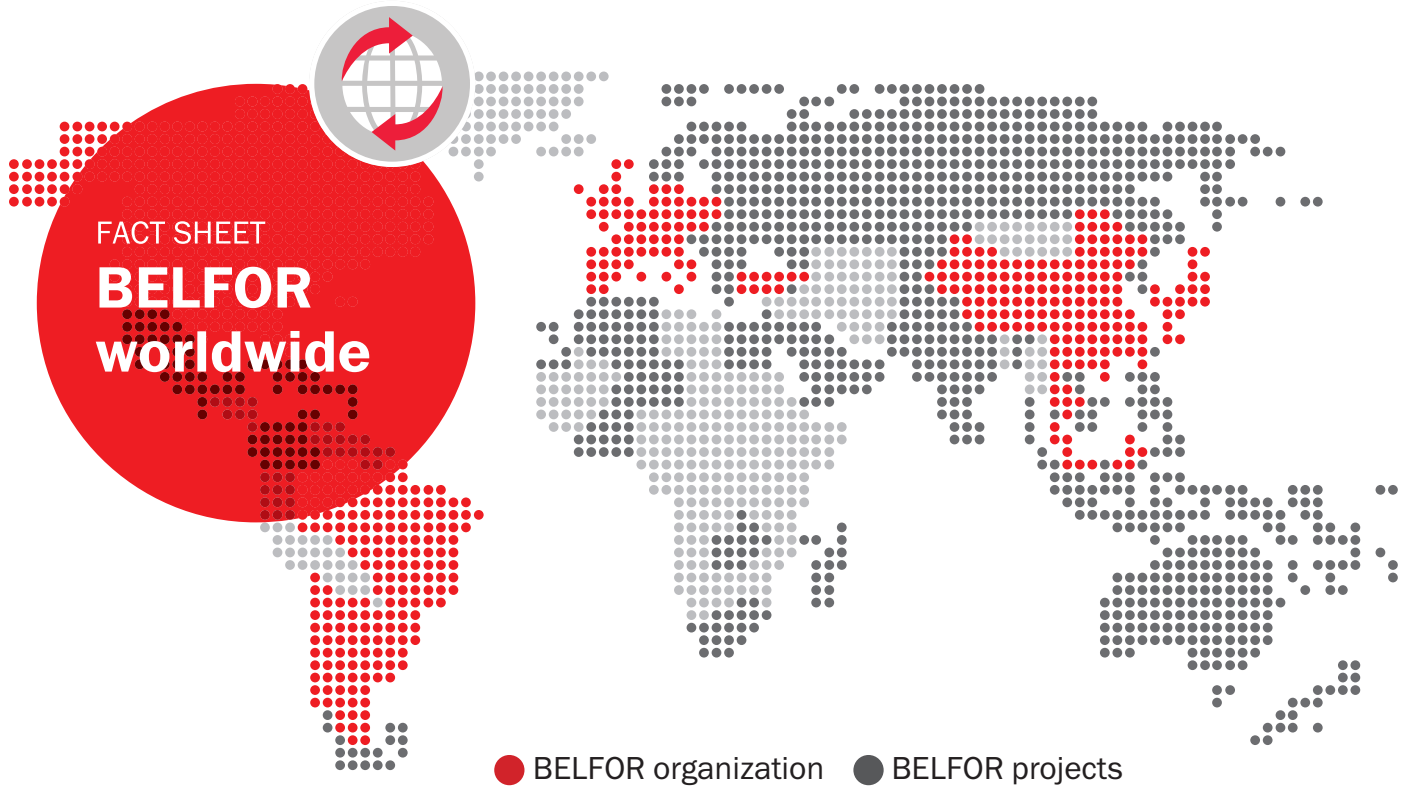 FACT SHEET
BELFOR
worldwide
BELFOR organization
BELFOR projects